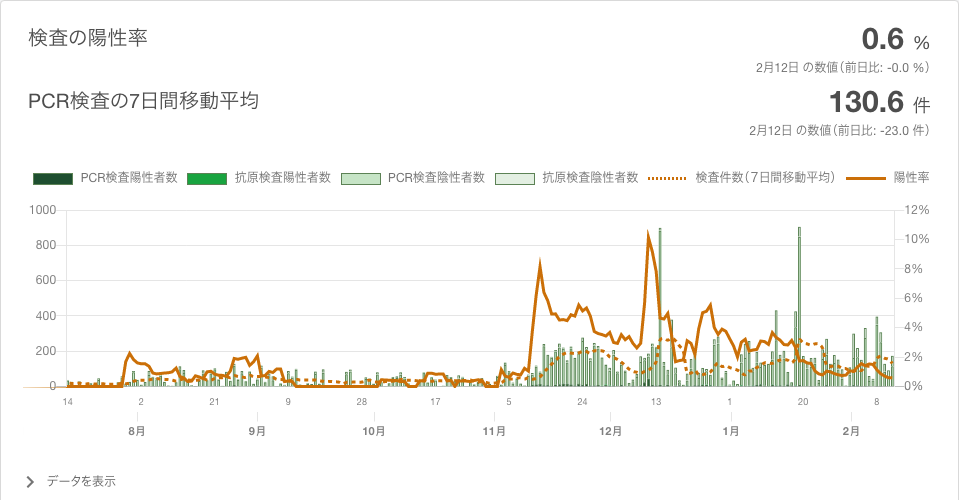 検査の陽性率
0.6 %
2月12日 の数値（前日比: -0.0 %）
PCR検査の7日間移動平均
130.6 件
2月12日 の数値（前日比: -23.0 件）
PCR検査陽性者数 抗原検査陽性者数 PCR検査陰性者数 抗原検査陰性者数 検査件数（7日間移動平均） 陽性率
1000 12%
10%
800
8%
600
6%
400
4%
200
2%
0 0%
14 2 21 9 28 17 5 24 13 1 20 8
8月 9月 10月 11月 12月 1月 2月
データを表示